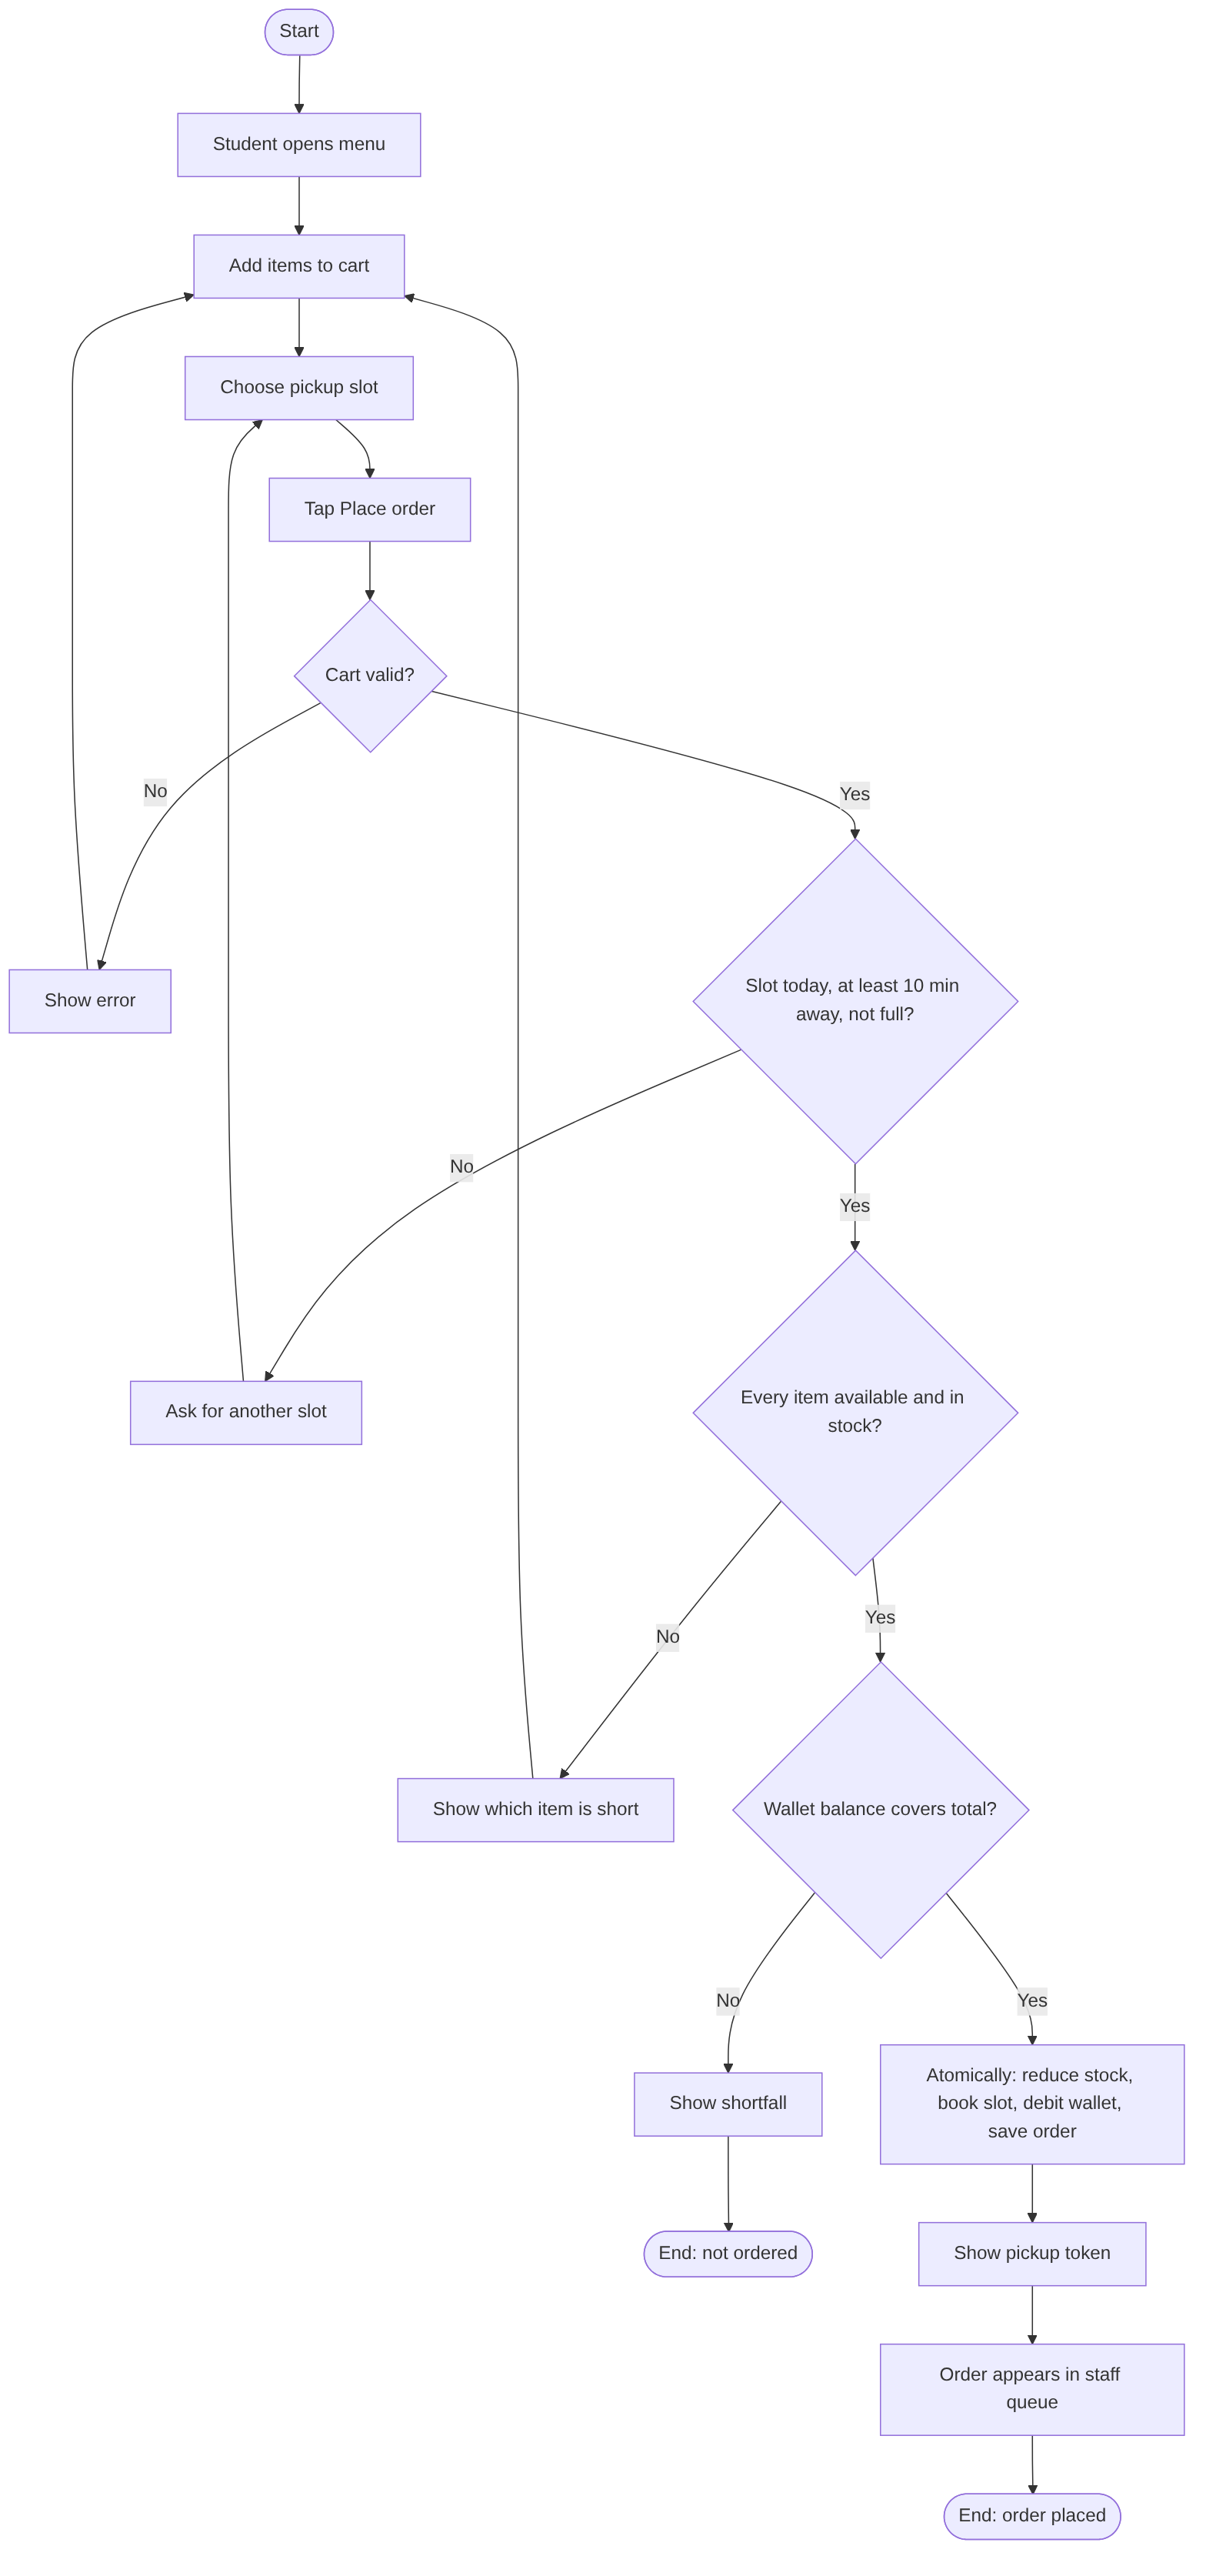 Start
Student opens menu
Add items to cart
Choose pickup slot
Tap Place order
Cart valid?
No
Yes
Show error
Slot today, at least 10 min
away, not full?
No
Yes
Ask for another slot
Every item available and in
stock?
No
Yes
Show which item is short
Wallet balance covers total?
No
Yes
Show shortfall
Atomically: reduce stock,
book slot, debit wallet,
save order
End: not ordered
Show pickup token
Order appears in staff
queue
End: order placed